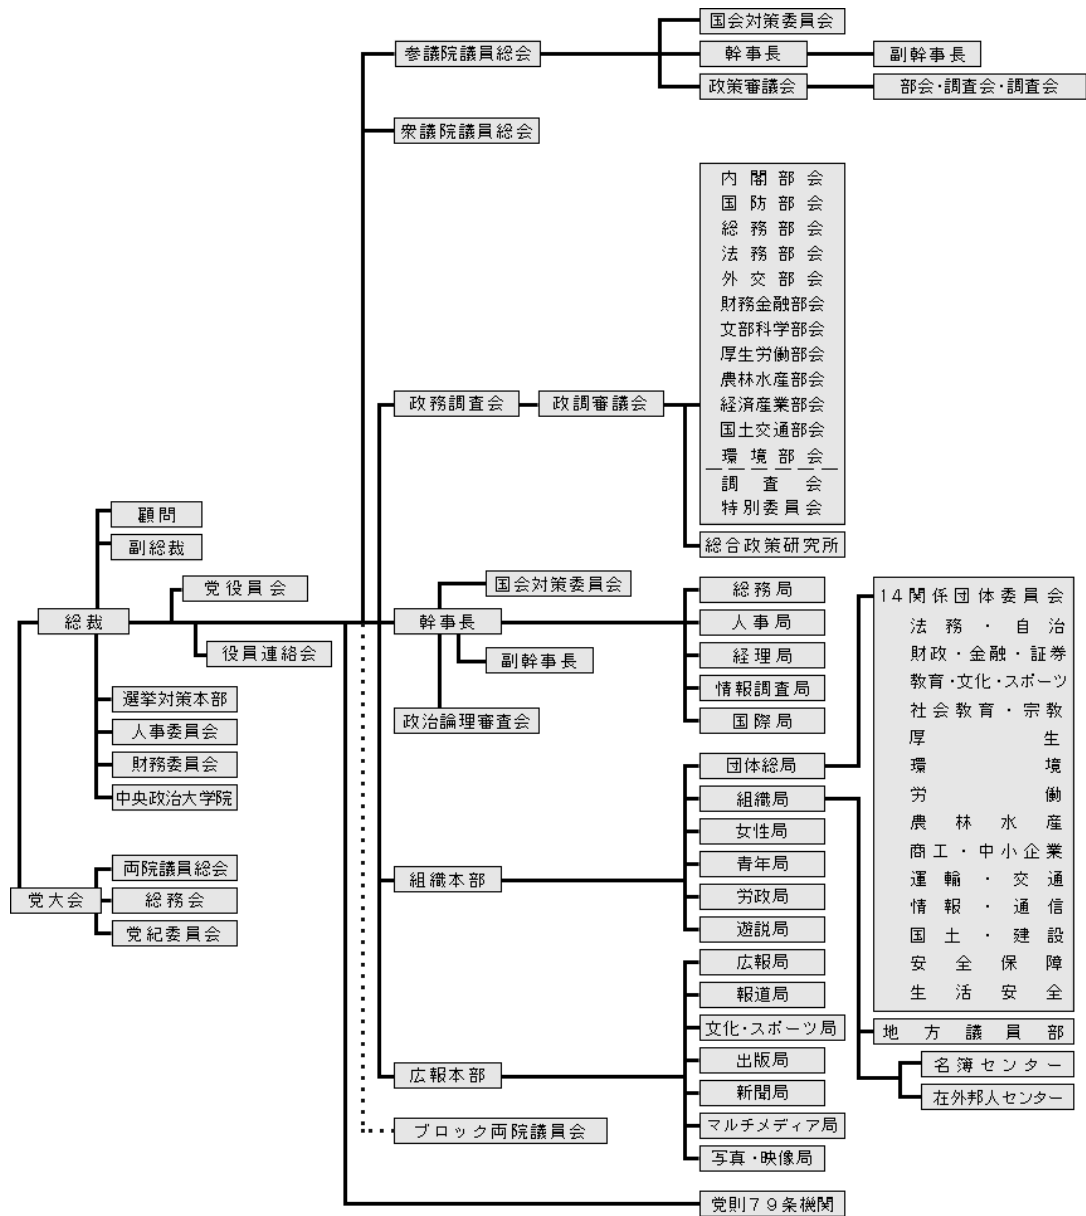 国会対策委員会
参議院議員総会
幹事長
副幹事長
政策審議会
部会・調査会・調査会
衆議院議員総会
内閣部会
国防部会
総務部会
法務部会
外交部会
財務金融部会
文部科学部会
厚生労働部会
農林水産部会
経済産業部会
国土交通部会
環境部会
調査会
特別委員会
政務調査会
政調審議会
総合政策研究所
顧問
副総裁
党役員会
総裁
役員連絡会
選挙対策本部
人事委員会
財務委員会
中央政治大学院
両院議員総会
党大会
総務会
党紀委員会
国会対策委員会
幹事長
副幹事長
政治論理審査会
総務局
人事局
経理局
情報調査局
国際局
組織本部
団体総局
組織局
女性局
青年局
労政局
遊説局
広報本部
広報局
報道局
文化・スポーツ局
出版局
新聞局
マルチメディア局
写真・映像局
ブロック両院議員会
党則79条機関
14関係団体委員会
法務・自治
財政・金融・証券
教育・文化・スポーツ
社会教育・宗教
厚生
環境
労働
農林水産
商工・中小企業
運輸・交通
情報・通信
国土・建設
安全保障
生活安全
地方議員部
名簿センター
在外邦人センター